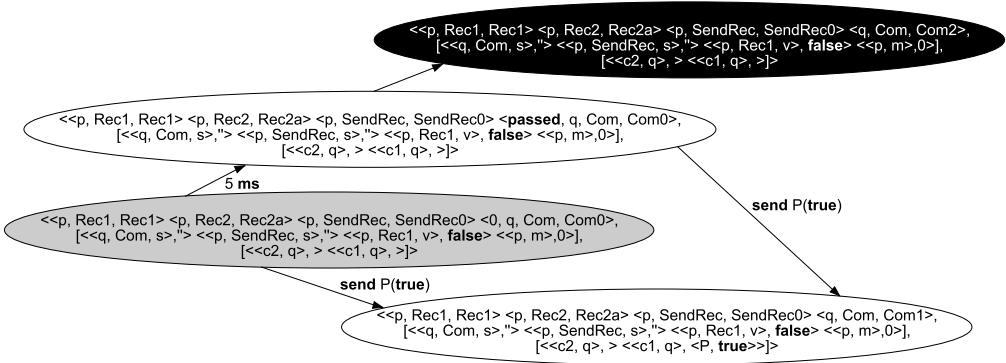 <<p, Rec1, Rec1> <p, Rec2, Rec2a> <p, SendRec, SendRec0> <q, Com, Com2>,
[<<q, Com, s>,''> <<p, SendRec, s>,''> <<p, Rec1, v>, false> <<p, m>,0>],
[<<c2, q>, > <<c1, q>, >]>
<<p, Rec1, Rec1> <p, Rec2, Rec2a> <p, SendRec, SendRec0> <passed, q, Com, Com0>,
[<<q, Com, s>,''> <<p, SendRec, s>,''> <<p, Rec1, v>, false> <<p, m>,0>],
[<<c2, q>, > <<c1, q>, >]>
5 ms
send P(true)
<<p, Rec1, Rec1> <p, Rec2, Rec2a> <p, SendRec, SendRec0> <0, q, Com, Com0>,
[<<q, Com, s>,''> <<p, SendRec, s>,''> <<p, Rec1, v>, false> <<p, m>,0>],
[<<c2, q>, > <<c1, q>, >]>
send P(true)
<<p, Rec1, Rec1> <p, Rec2, Rec2a> <p, SendRec, SendRec0> <q, Com, Com1>,
[<<q, Com, s>,''> <<p, SendRec, s>,''> <<p, Rec1, v>, false> <<p, m>,0>],
[<<c2, q>, > <<c1, q>, <P, true>>]>